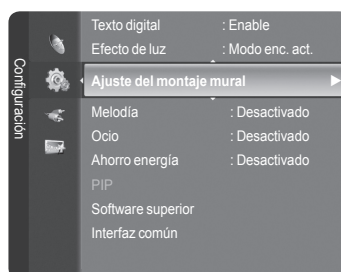 Configuración
Texto digital : Enable
Efecto de luz : Modo enc. act.
Ajuste del montaje mural
Melodía : Desactivado
Ocio : Desactivado
Ahorro energía : Desactivado
PIP
Software superior
Interfaz común